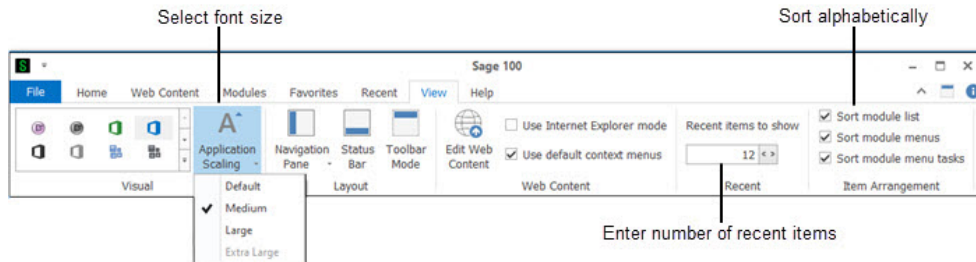 Select font size
Sort alphabetically
S
Sage 100
File Home Web Content Modules Favorites Recent View Help
Application Scaling
Navigation Pane
Status Bar
Toolbar Mode
Edit Web Content
Use Internet Explorer mode
Use default context menus
Recent items to show
12
Sort module list
Sort module menus
Sort module menu tasks
Visual
Layout
Web Content
Recent
Item Arrangement
Default
Medium
Large
Extra Large
Enter number of recent items